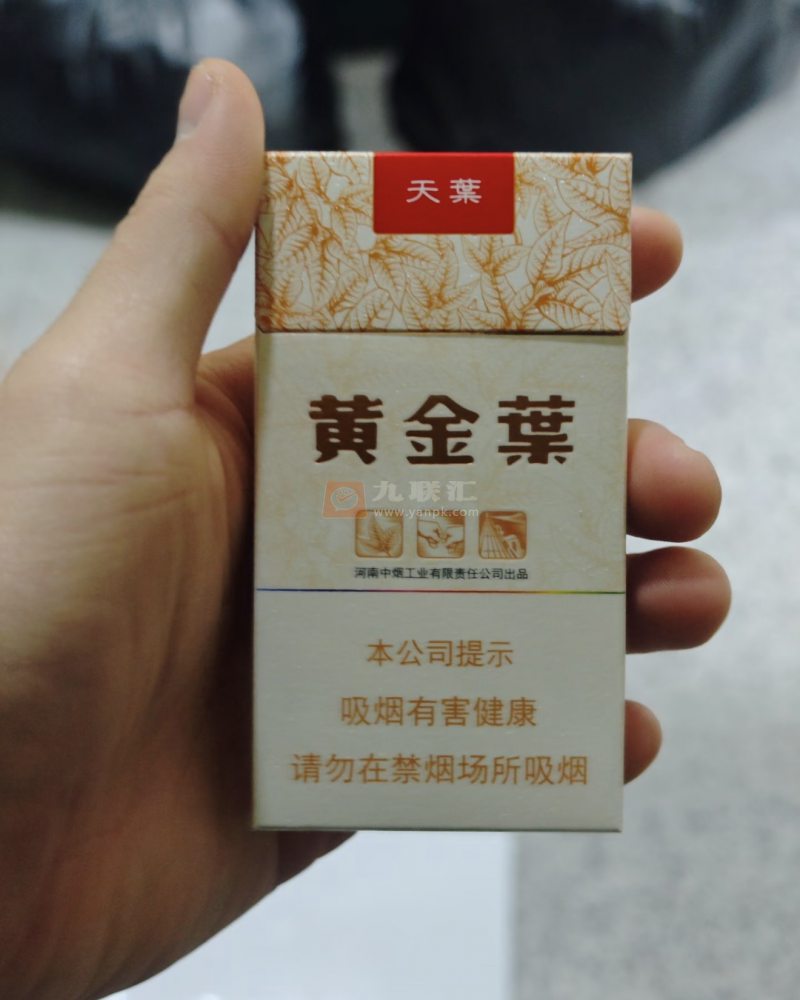 天葉
黄金葉
九联汇
www.yanpk.com
河南中烟工业有限责任公司出品
本公司提示
吸烟有害健康
请勿在禁烟场所吸烟